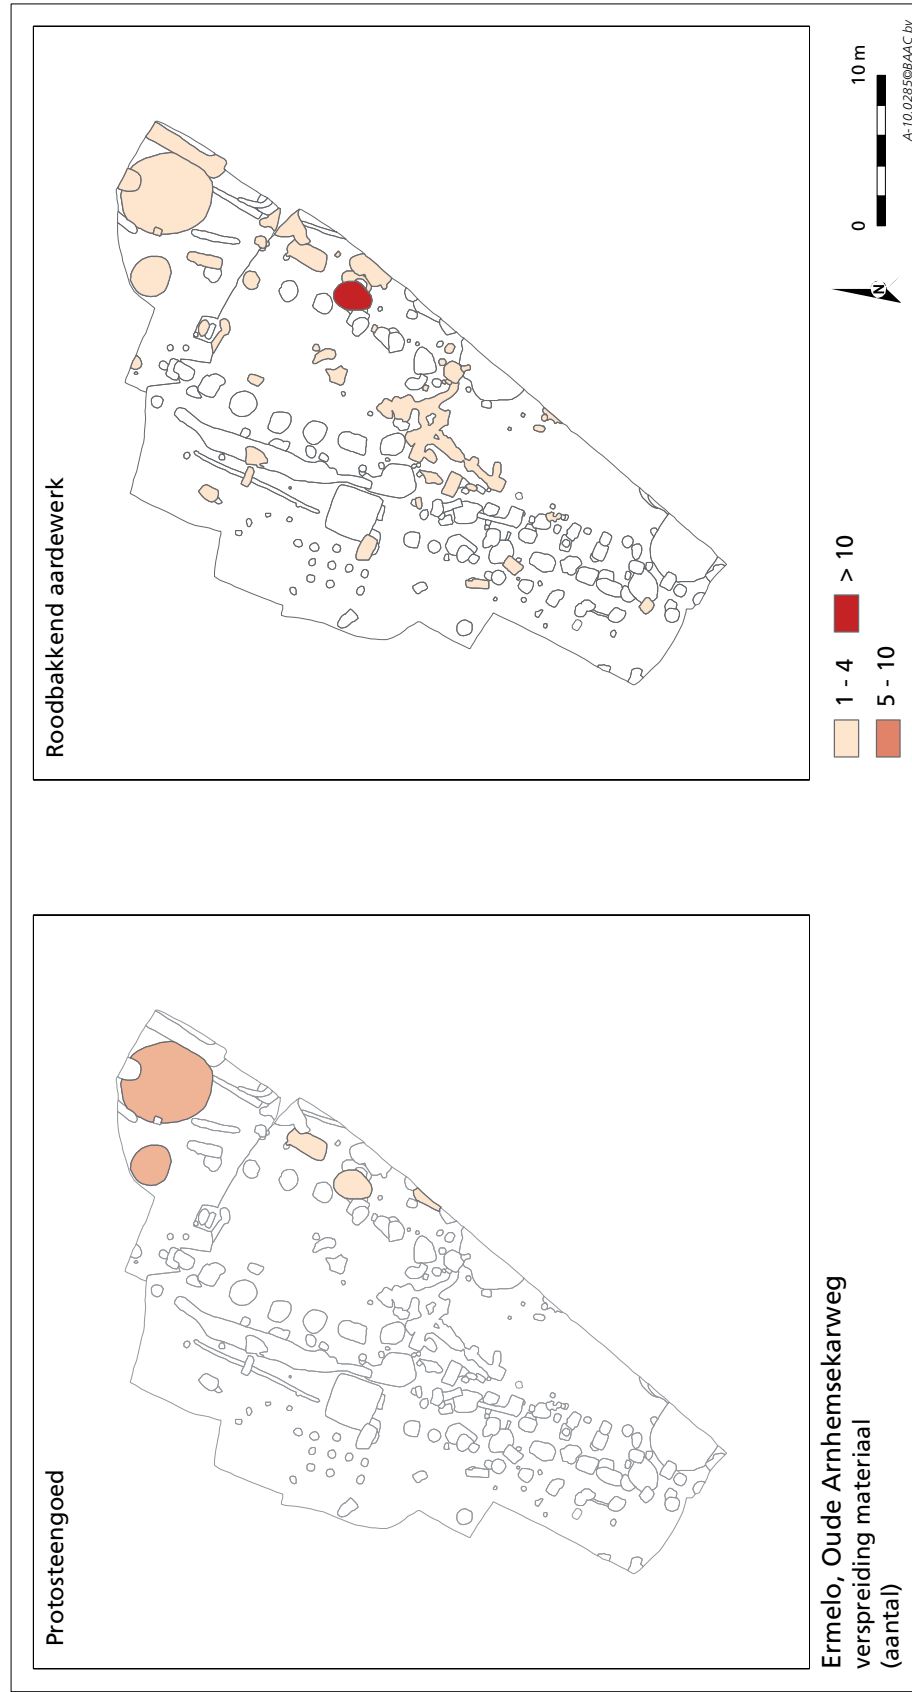 Protosteengoed
Roodbakkend aardewerk
Ermelo, Oude Arnhemsekarweg
verspreiding materiaal
(aantal)
1 - 4
> 10
5 - 10
N
0
10 m
A-10.0285©BAAC bv